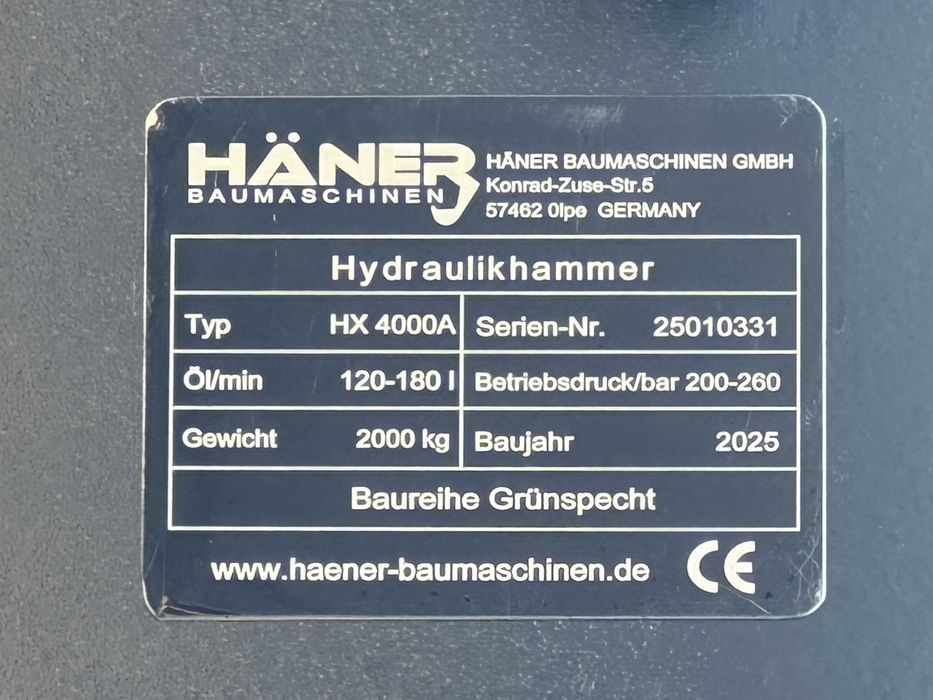 HÄNER
BAUMASCHINEN
HÄNER BAUMASCHINEN GMBH
Konrad-Zuse-Str.5
57462 Olpe GERMANY
Hydraulikhammer
Typ HX 4000A Serien-Nr. 25010331
Öl/min 120-180 l Betriebsdruck/bar 200-260
Gewicht 2000 kg Baujahr 2025
Baureihe Grünspecht
www.haener-baumaschinen.de CE